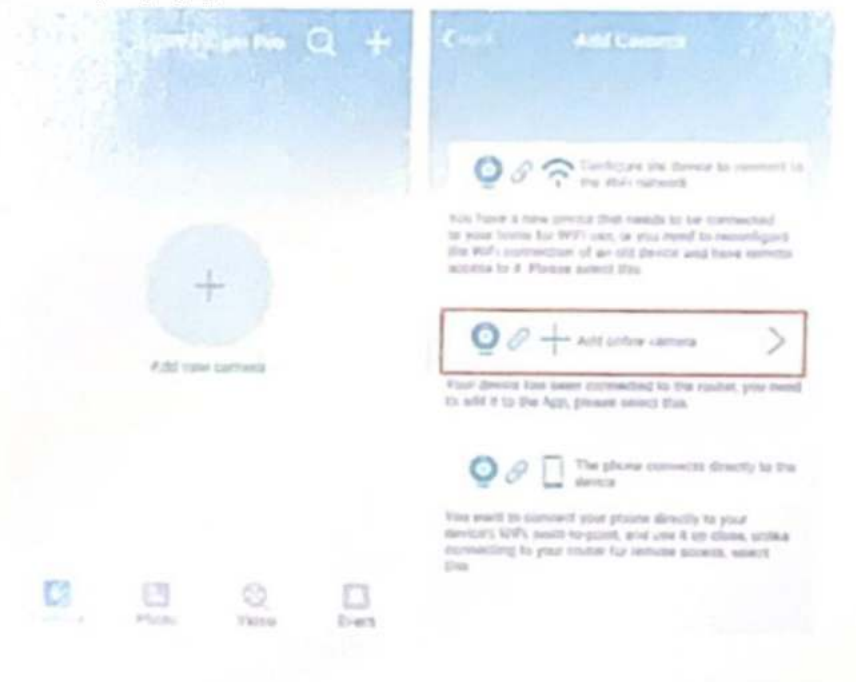 Pro
Add Camera
Configure the device to connect to
the WiFi network
You have a new device that needs to be connected
to your home for WiFi use, or you need to reconfigure
the WiFi connection of an old device and have remote
access to it. Please select this.
Add online camera
Your device has been connected to the router, you need
to add it to the App, please select this.
The phone connects directly to the
device
You want to connect your phone directly to your
device's WiFi point-to-point, and use it up close, unlike
connecting to your router for remote access, select
this
Add new camera
Photo
Video
Event